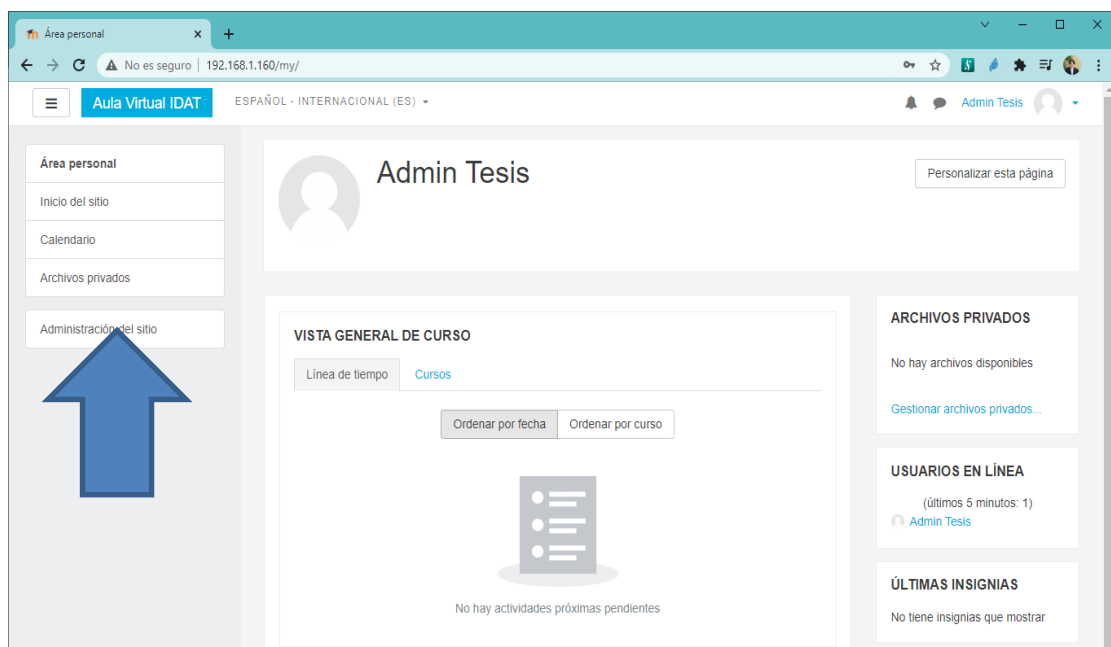 Área personal
No es seguro | 192.168.1.160/my/
Aula Virtual IDAT
ESPAÑOL - INTERNACIONAL (ES)
Admin Tesis
Área personal
Inicio del sitio
Calendario
Archivos privados
Administración del sitio
Admin Tesis
Personalizar esta página
VISTA GENERAL DE CURSO
Línea de tiempo
Cursos
Ordenar por fecha
Ordenar por curso
No hay actividades próximas pendientes
ARCHIVOS PRIVADOS
No hay archivos disponibles
Gestionar archivos privados...
USUARIOS EN LÍNEA
(últimos 5 minutos: 1)
Admin Tesis
ÚLTIMAS INSIGNIAS
No tiene insignias que mostrar